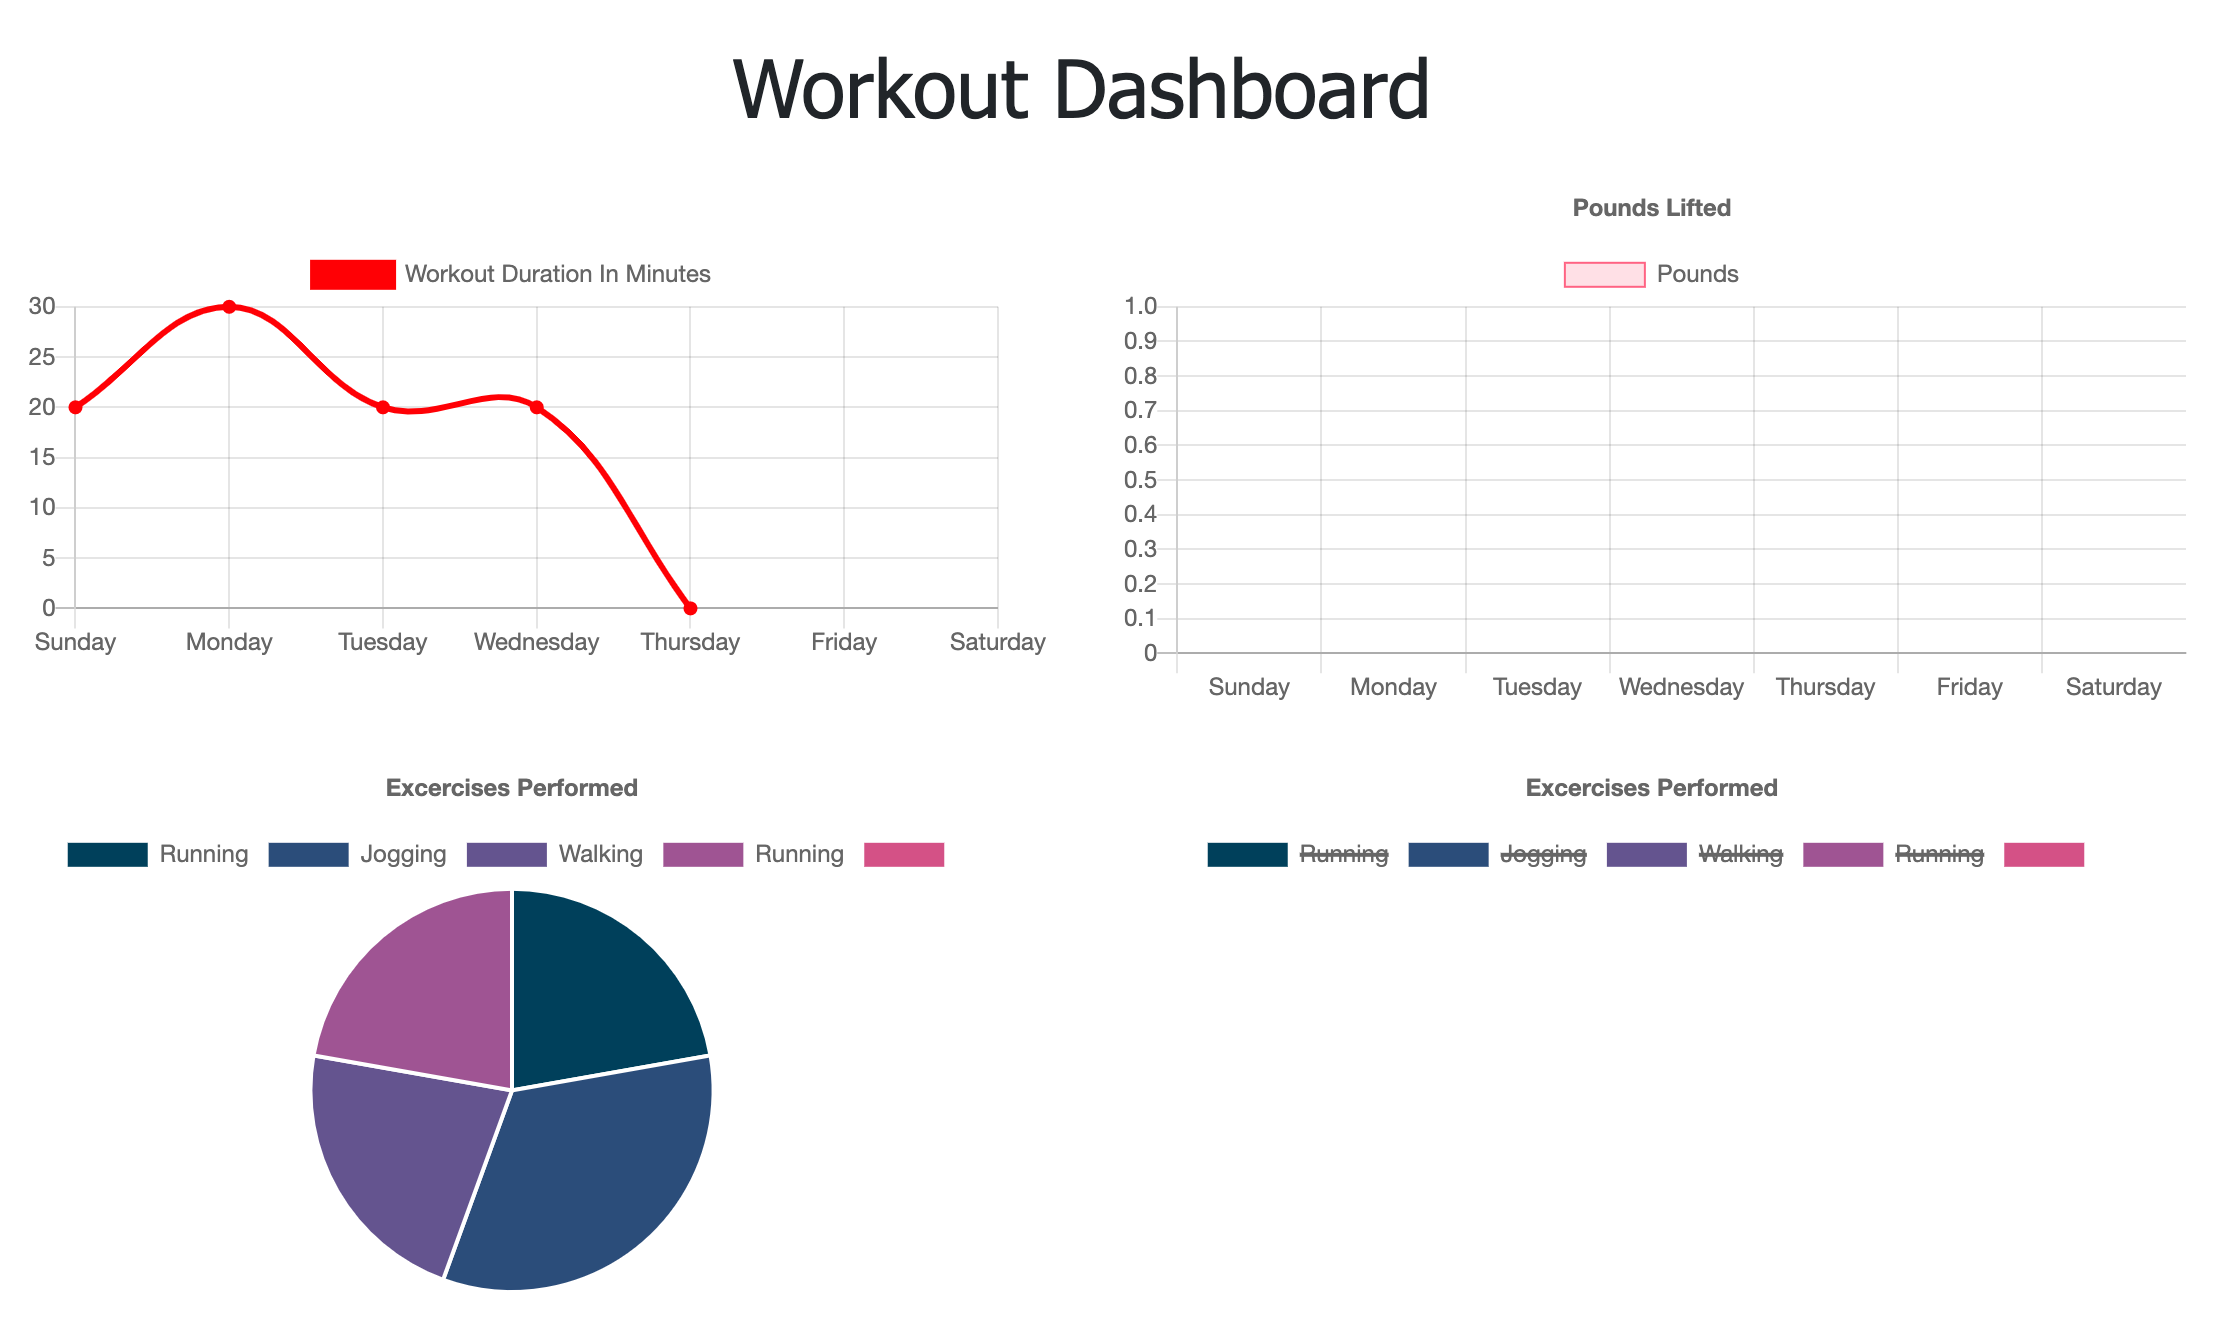 Workout Dashboard
Workout Duration In Minutes
30
25
20
15
10
5
0
Sunday Monday Tuesday Wednesday Thursday Friday Saturday
Pounds Lifted
Pounds
1.0
0.9
0.8
0.7
0.6
0.5
0.4
0.3
0.2
0.1
0
Sunday Monday Tuesday Wednesday Thursday Friday Saturday
Excercises Performed
Running Jogging Walking Running
Excercises Performed
Running Jogging Walking Running